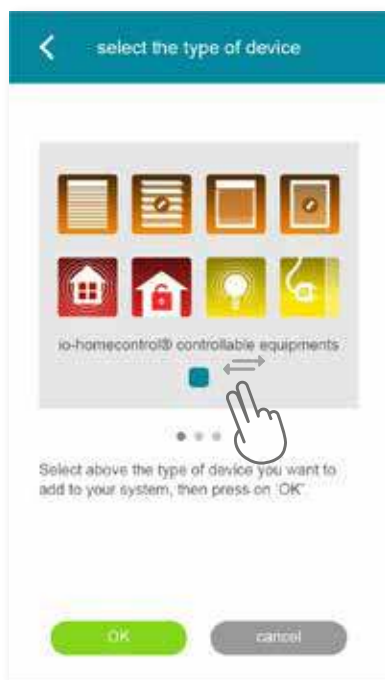 select the type of device
io-homecontrol® controllable equipments
Select above the type of device you want to
add to your system, then press on 'OK'.
OK
cancel